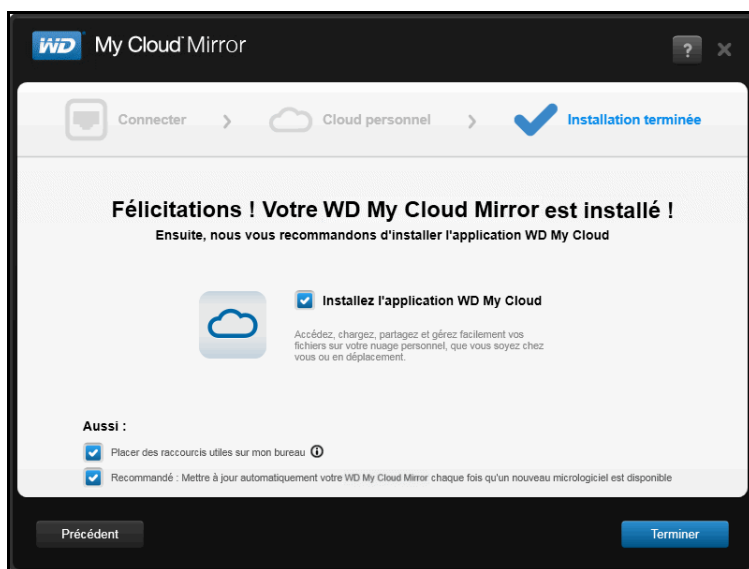 WD My Cloud Mirror
?
Connecter > Cloud personnel > Installation terminée
Félicitations ! Votre WD My Cloud Mirror est installé !
Ensuite, nous vous recommandons d'installer l'application WD My Cloud
Installez l'application WD My Cloud
Accédez, chargez, partagez et gérez facilement vos
fichiers sur votre nuage personnel, que vous soyez chez
vous ou en déplacement.
Aussi :
Placer des raccourcis utiles sur mon bureau
Recommandé : Mettre à jour automatiquement votre WD My Cloud Mirror chaque fois qu'un nouveau micrologiciel est disponible
Précédent
Terminer